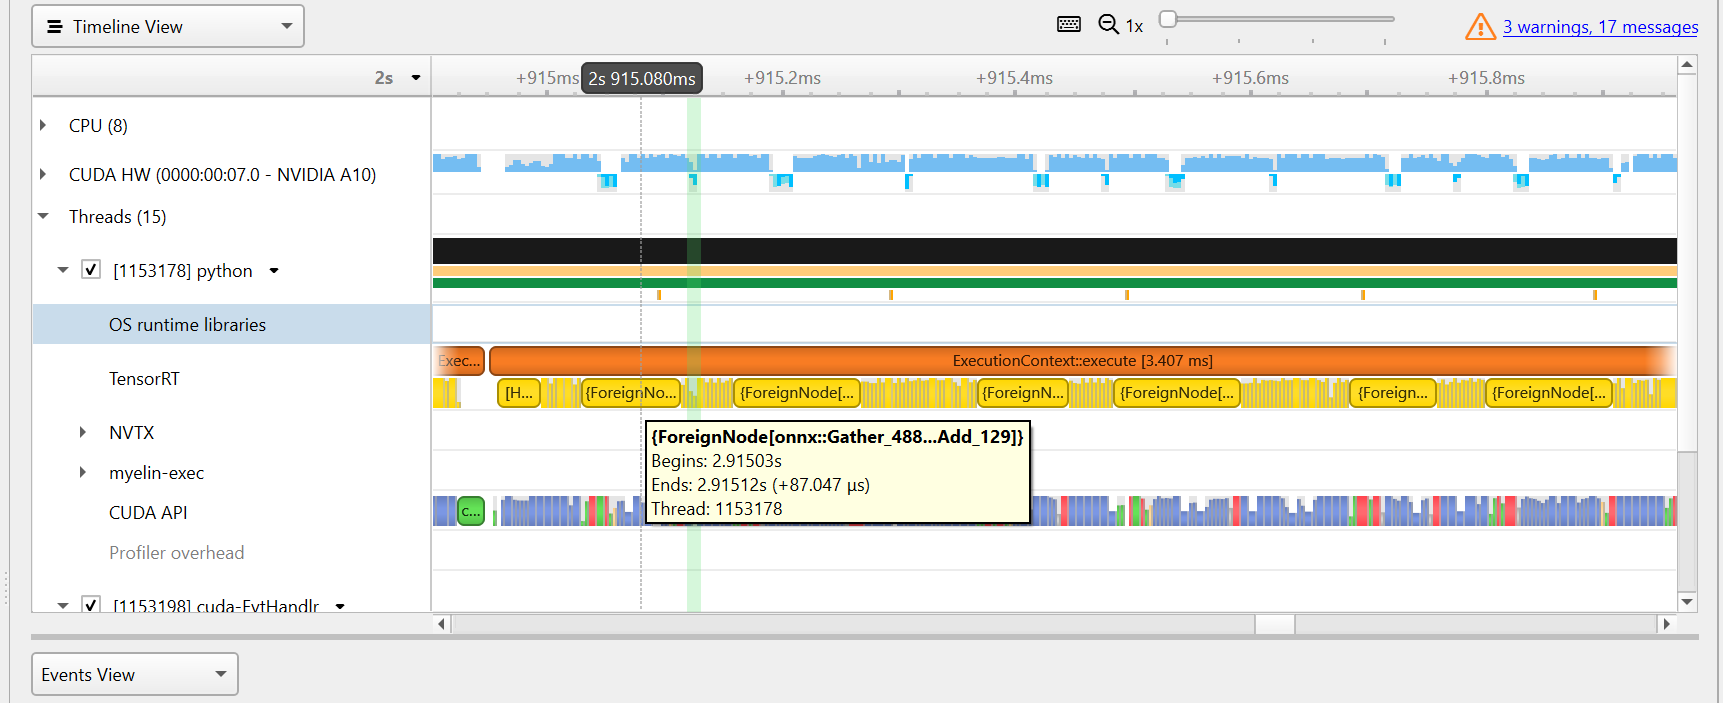 Timeline View
1x
3 warnings, 17 messages
2s
+915ms
2s 915.080ms
+915.2ms
+915.4ms
+915.6ms
+915.8ms
CPU (8)
CUDA HW (0000:00:07.0 - NVIDIA A10)
Threads (15)
[1153178] python
OS runtime libraries
Exec...
ExecutionContext::execute [3.407 ms]
TensorRT
[H...
{ForeignNo...
{ForeignNode[...
{ForeignN...
{ForeignNode[...
{Foreign...
{ForeignNode[...
NVTX
{ForeignNode[onnx::Gather_488...Add_129]}
Begins: 2.91503s
Ends: 2.91512s (+87.047 μs)
Thread: 1153178
myelin-exec
CUDA API
c...
Profiler overhead
[1153198] cuda-EvtHandlr
Events View